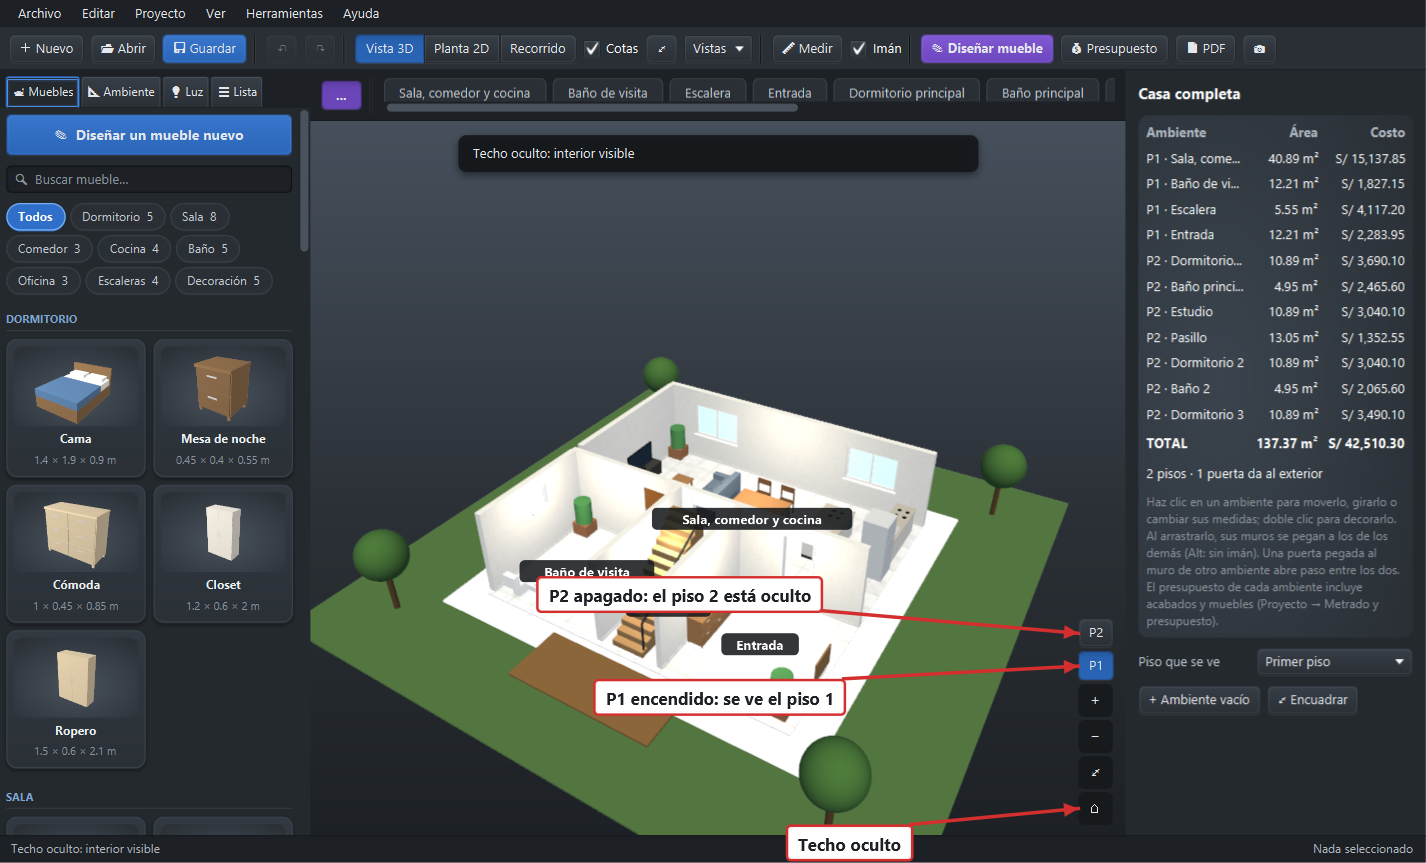 Archivo Editar Proyecto Ver Herramientas Ayuda
+ Nuevo Abrir Guardar Vista 3D Planta 2D Recorrido Cotas Vistas Medir Imán Diseñar mueble Presupuesto PDF
Muebles Ambiente Luz Lista
... Sala, comedor y cocina Baño de visita Escalera Entrada Dormitorio principal Baño principal
Diseñar un mueble nuevo
Buscar mueble...
Todos Dormitorio 5 Sala 8
Comedor 3 Cocina 4 Baño 5
Oficina 3 Escaleras 4 Decoración 5
DORMITORIO
Cama
1.4 × 1.9 × 0.9 m
Mesa de noche
0.45 × 0.4 × 0.55 m
Cómoda
1 × 0.45 × 0.85 m
Closet
1.2 × 0.6 × 2 m
Ropero
1.5 × 0.6 × 2.1 m
SALA
Techo oculto: interior visible
Sala, comedor y cocina
Baño de visita
P2 apagado: el piso 2 está oculto
Entrada
P1 encendido: se ve el piso 1
Techo oculto
P2
P1
+
−
Casa completa
Ambiente Área Costo
P1 · Sala, come... 40.89 m² S/ 15,137.85
P1 · Baño de vi... 12.21 m² S/ 1,827.15
P1 · Escalera 5.55 m² S/ 4,117.20
P1 · Entrada 12.21 m² S/ 2,283.95
P2 · Dormitorio... 10.89 m² S/ 3,690.10
P2 · Baño princi... 4.95 m² S/ 2,465.60
P2 · Estudio 10.89 m² S/ 3,040.10
P2 · Pasillo 13.05 m² S/ 1,352.55
P2 · Dormitorio 2 10.89 m² S/ 3,040.10
P2 · Baño 2 4.95 m² S/ 2,065.60
P2 · Dormitorio 3 10.89 m² S/ 3,490.10
TOTAL 137.37 m² S/ 42,510.30
2 pisos · 1 puerta da al exterior
Haz clic en un ambiente para moverlo, girarlo o
cambiar sus medidas; doble clic para decorarlo.
Al arrastrarlo, sus muros se pegan a los de los
demás (Alt: sin imán). Una puerta pegada al
muro de otro ambiente abre paso entre los dos.
El presupuesto de cada ambiente incluye
acabados y muebles (Proyecto → Metrado y
presupuesto).
Piso que se ve Primer piso
+ Ambiente vacío Encuadrar
Techo oculto: interior visible Nada seleccionado